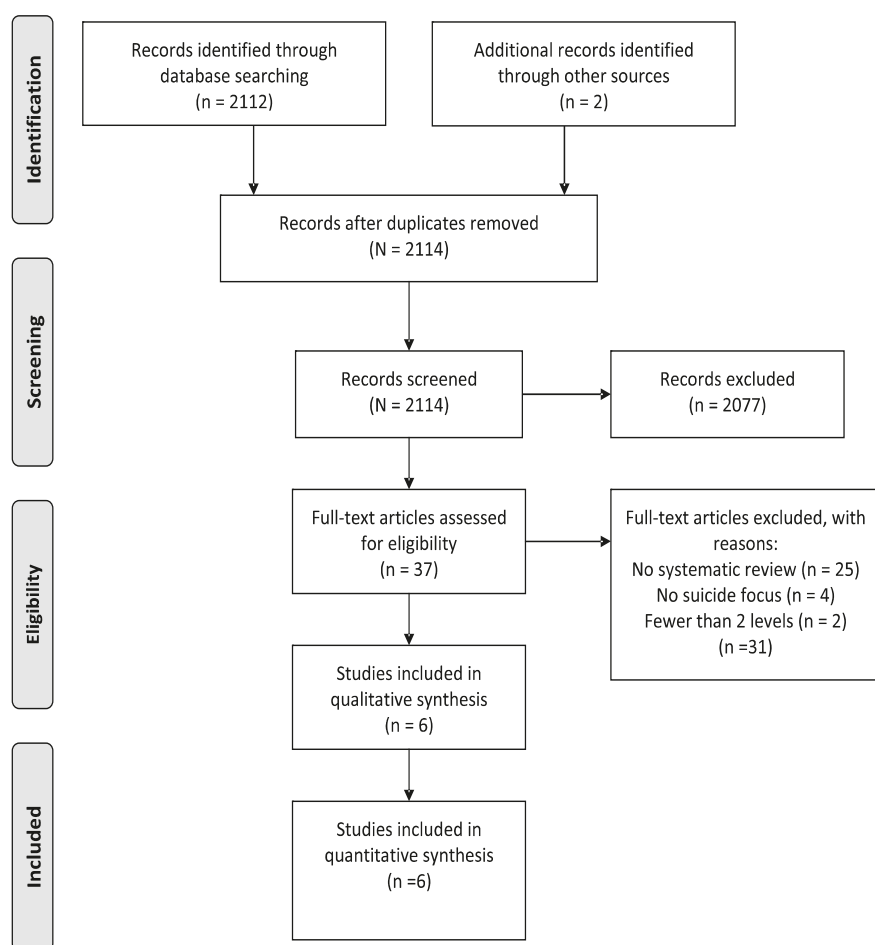 Identification
Records identified through
database searching
(n = 2112)
Additional records identified
through other sources
(n = 2)
Records after duplicates removed
(N = 2114)
Screening
Records screened
(N = 2114)
Records excluded
(n = 2077)
Eligibility
Full-text articles assessed
for eligibility
(n = 37)
Full-text articles excluded, with
reasons:
No systematic review (n = 25)
No suicide focus (n = 4)
Fewer than 2 levels (n = 2)
(n =31)
Studies included in
qualitative synthesis
(n = 6)
Included
Studies included in
quantitative synthesis
(n =6)